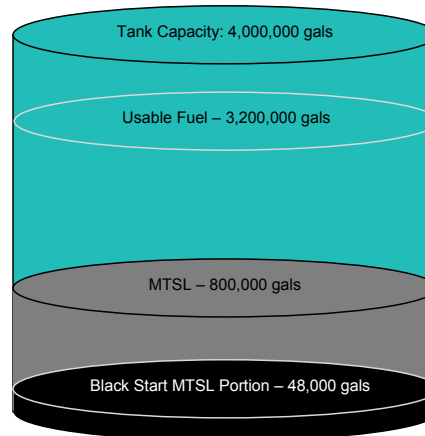 Tank Capacity: 4,000,000 gals
Usable Fuel – 3,200,000 gals
MTSL – 800,000 gals
Black Start MTSL Portion – 48,000 gals